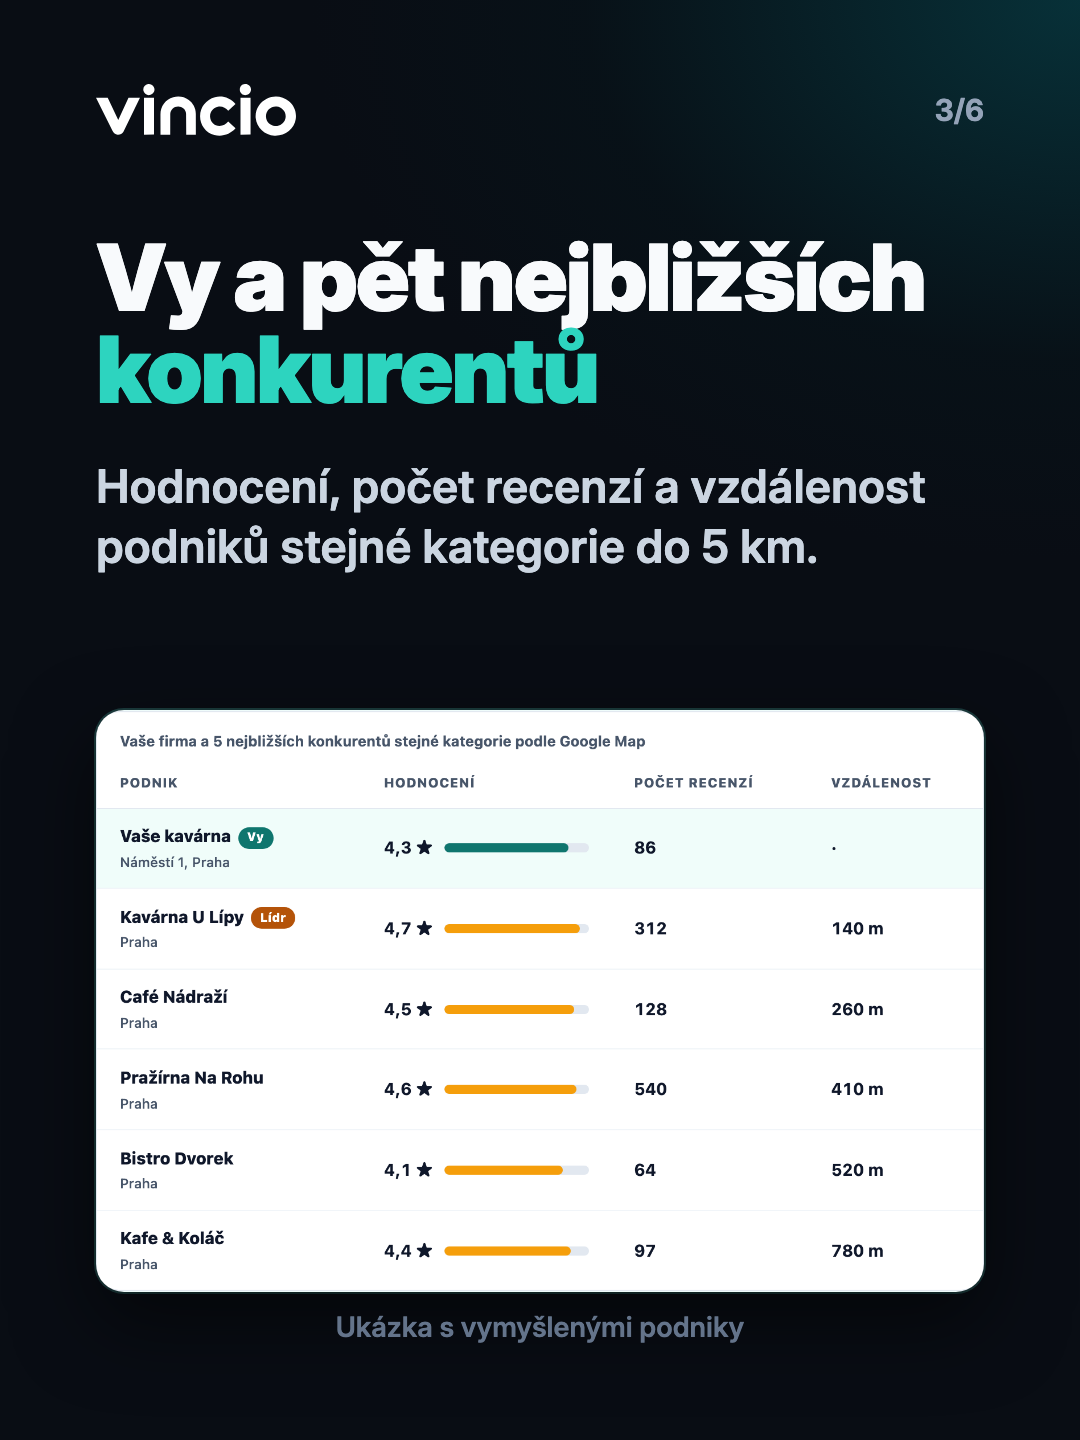 vincio
3/6
Vy a pět nejbližších
konkurentů
Hodnocení, počet recenzí a vzdálenost
podniků stejné kategorie do 5 km.
Vaše firma a 5 nejbližších konkurentů stejné kategorie podle Google Map
PODNIK HODNOCENÍ POČET RECENZÍ VZDÁLENOST
Vaše kavárna Vy
Náměstí 1, Praha
4,3 ★ 86 ·
Kavárna U Lípy Lídr
Praha
4,7 ★ 312 140 m
Café Nádraží
Praha
4,5 ★ 128 260 m
Pražírna Na Rohu
Praha
4,6 ★ 540 410 m
Bistro Dvorek
Praha
4,1 ★ 64 520 m
Kafe & Koláč
Praha
4,4 ★ 97 780 m
Ukázka s vymyšlenými podniky